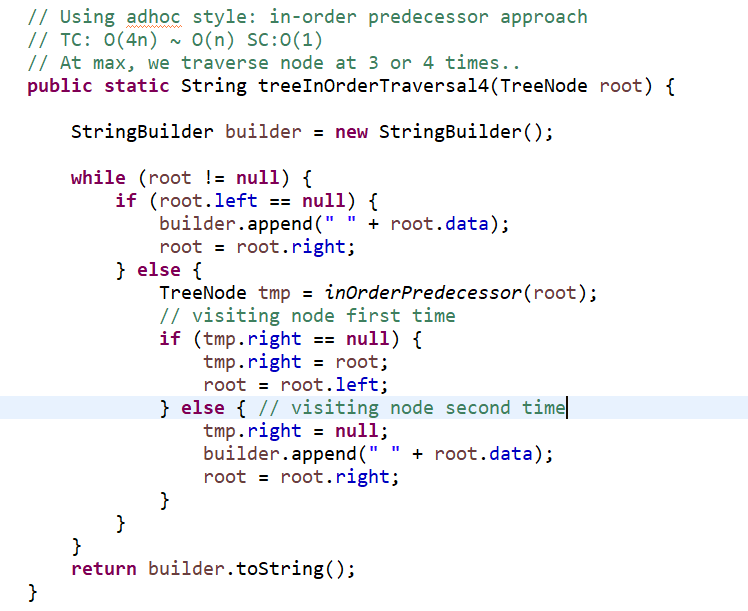 // Using adhoc style: in-order predecessor approach
// TC: O(4n) ~ O(n) SC:O(1)
// At max, we traverse node at 3 or 4 times..
public static String treeInOrderTraversal4(TreeNode root) {
StringBuilder builder = new StringBuilder();
while (root != null) {
if (root.left == null) {
builder.append(" " + root.data);
root = root.right;
} else {
TreeNode tmp = inOrderPredecessor(root);
// visiting node first time
if (tmp.right == null) {
tmp.right = root;
root = root.left;
} else { // visiting node second time
tmp.right = null;
builder.append(" " + root.data);
root = root.right;
}
}
}
return builder.toString();
}